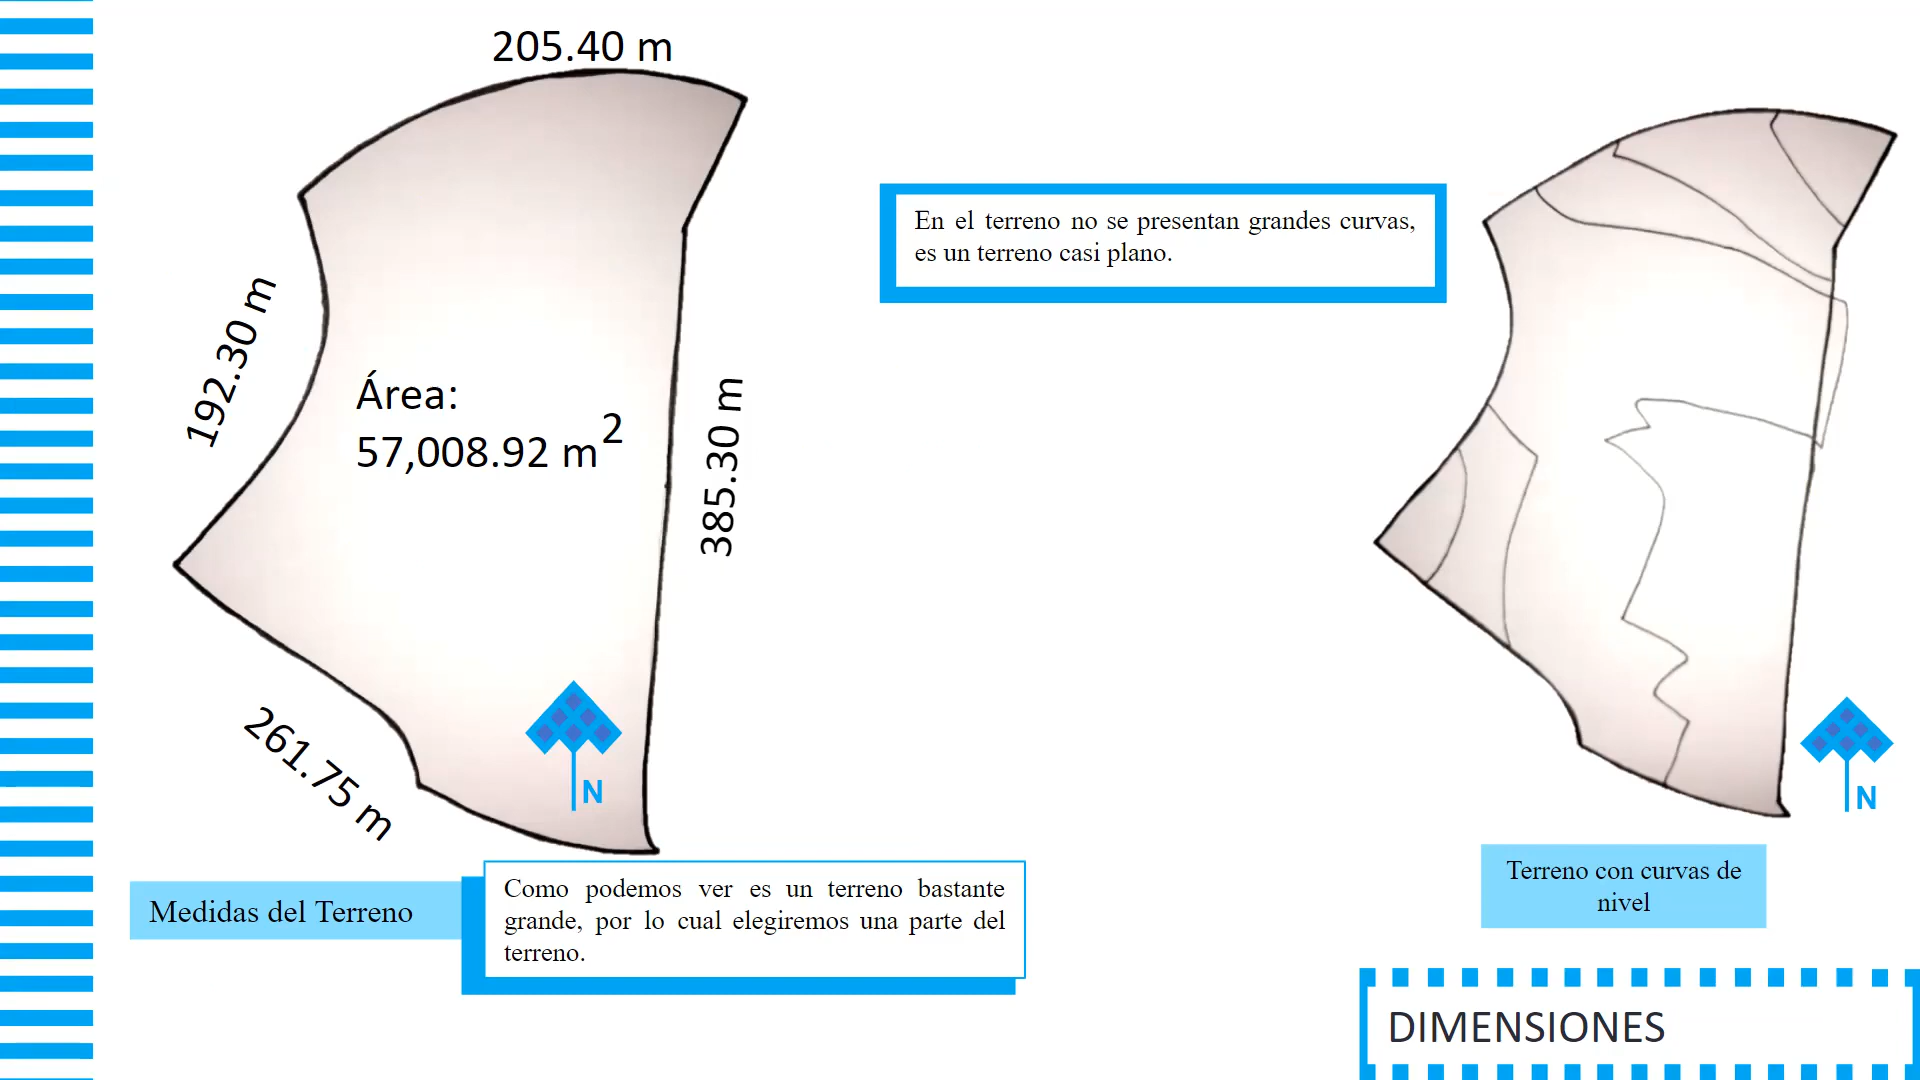 205.40 m
192.30 m
Área:
57,008.92 m2
385.30 m
261.75 m
N
Medidas del Terreno
Como podemos ver es un terreno bastante
grande, por lo cual elegiremos una parte del
terreno.
En el terreno no se presentan grandes curvas,
es un terreno casi plano.
N
Terreno con curvas de
nivel
DIMENSIONES